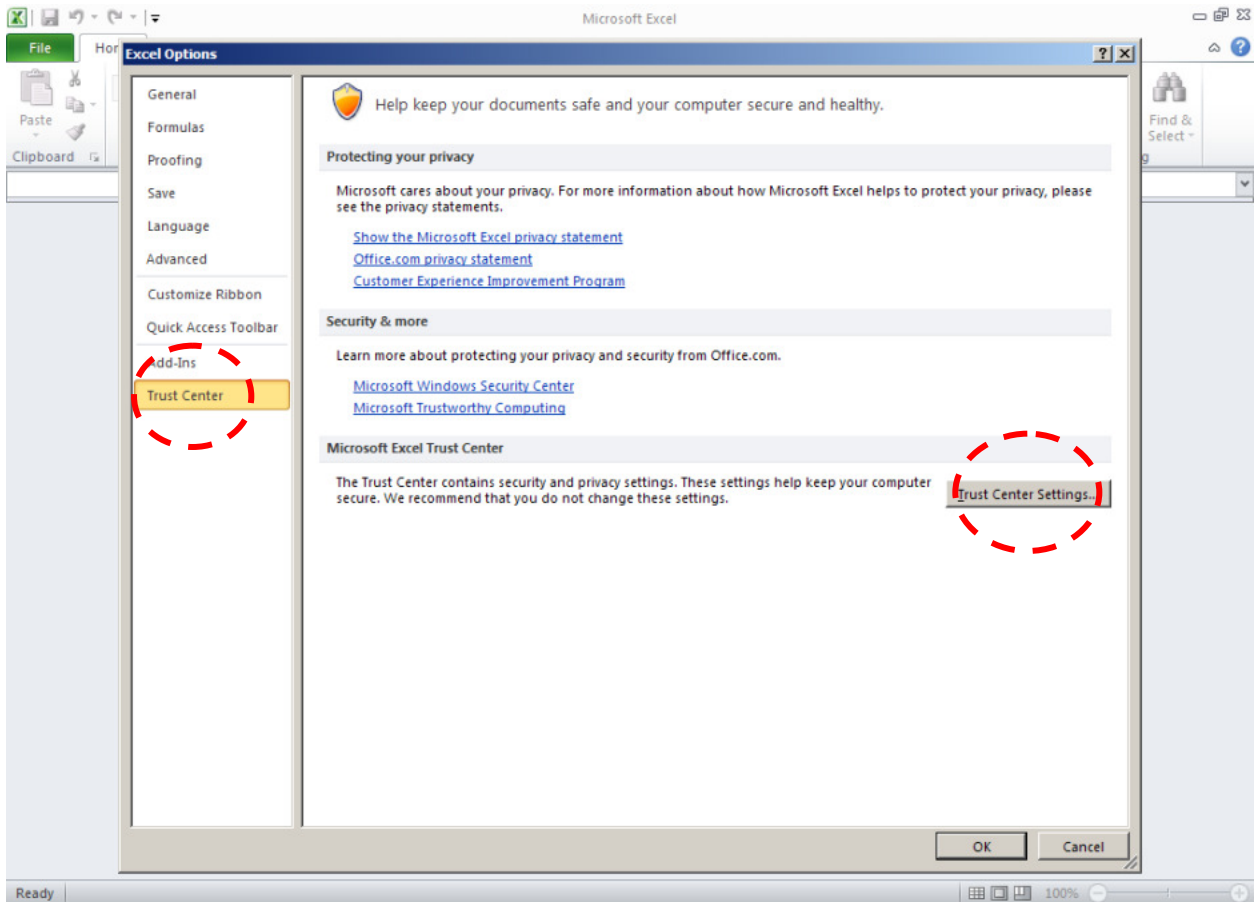 Microsoft Excel
File
Hor
Excel Options
Paste
Clipboard
Find &
Select
g
General
Formulas
Proofing
Save
Language
Advanced
Customize Ribbon
Quick Access Toolbar
Add-Ins
Trust Center
Help keep your documents safe and your computer secure and healthy.
Protecting your privacy
Microsoft cares about your privacy. For more information about how Microsoft Excel helps to protect your privacy, please
see the privacy statements.
Show the Microsoft Excel privacy statement
Office.com privacy statement
Customer Experience Improvement Program
Security & more
Learn more about protecting your privacy and security from Office.com.
Microsoft Windows Security Center
Microsoft Trustworthy Computing
Microsoft Excel Trust Center
The Trust Center contains security and privacy settings. These settings help keep your computer
secure. We recommend that you do not change these settings.
Trust Center Settings...
OK
Cancel
Ready
100%